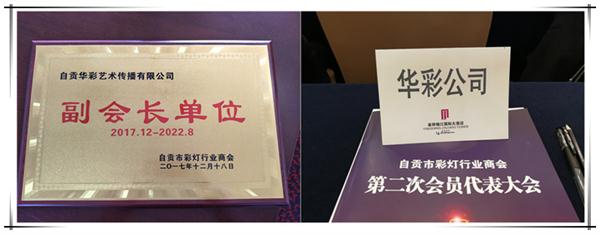 自贡华彩艺术传播有限公司
副会长单位
2017.12-2022.8
自贡市彩灯行业商会
二〇一七年十二月十八日
华彩公司
自贡市彩灯行业商会
第二次会员代表大会